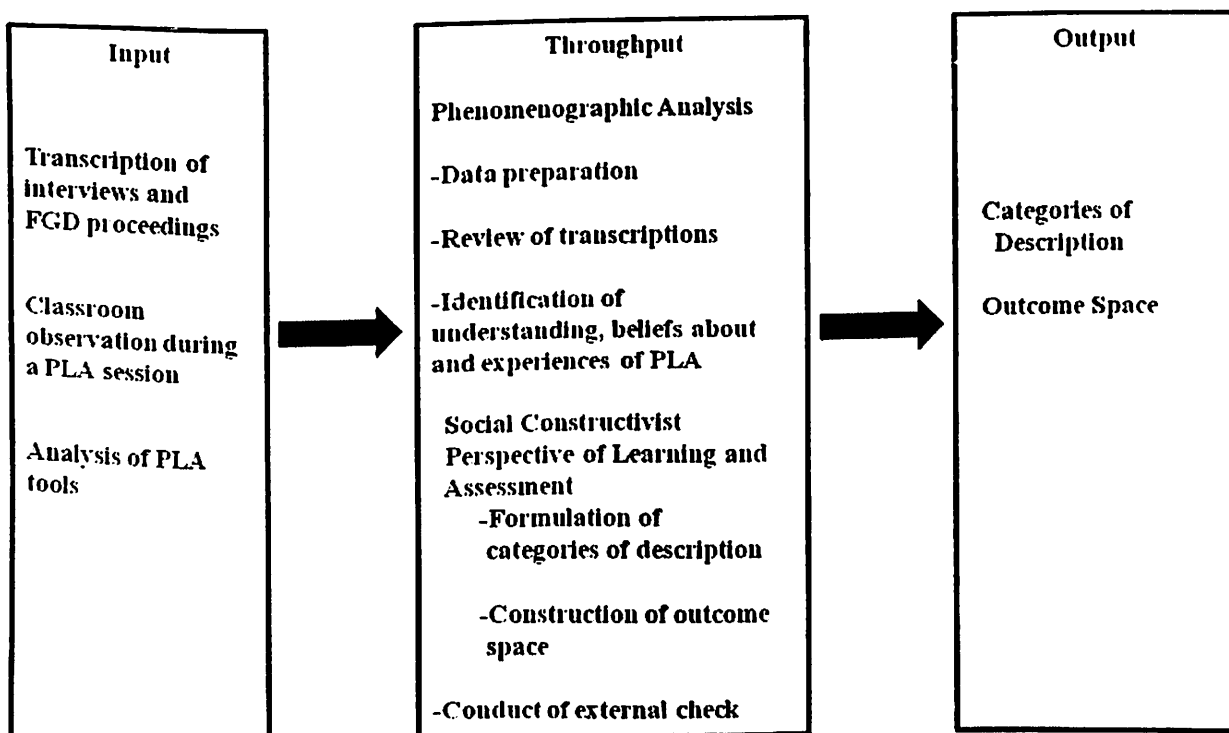 Input
Transcription of
interviews and
FGD proceedings
Classroom
observation during
a PLA session
Analysis of PLA
tools
Throughput
Phenomenographic Analysis
-Data preparation
-Review of transcriptions
-Identification of
understanding, beliefs about
and experiences of PLA
Social Constructivist
Perspective of Learning and
Assessment
-Formulation of
categories of description
-Construction of outcome
space
-Conduct of external check
Output
Categories of
Description
Outcome Space